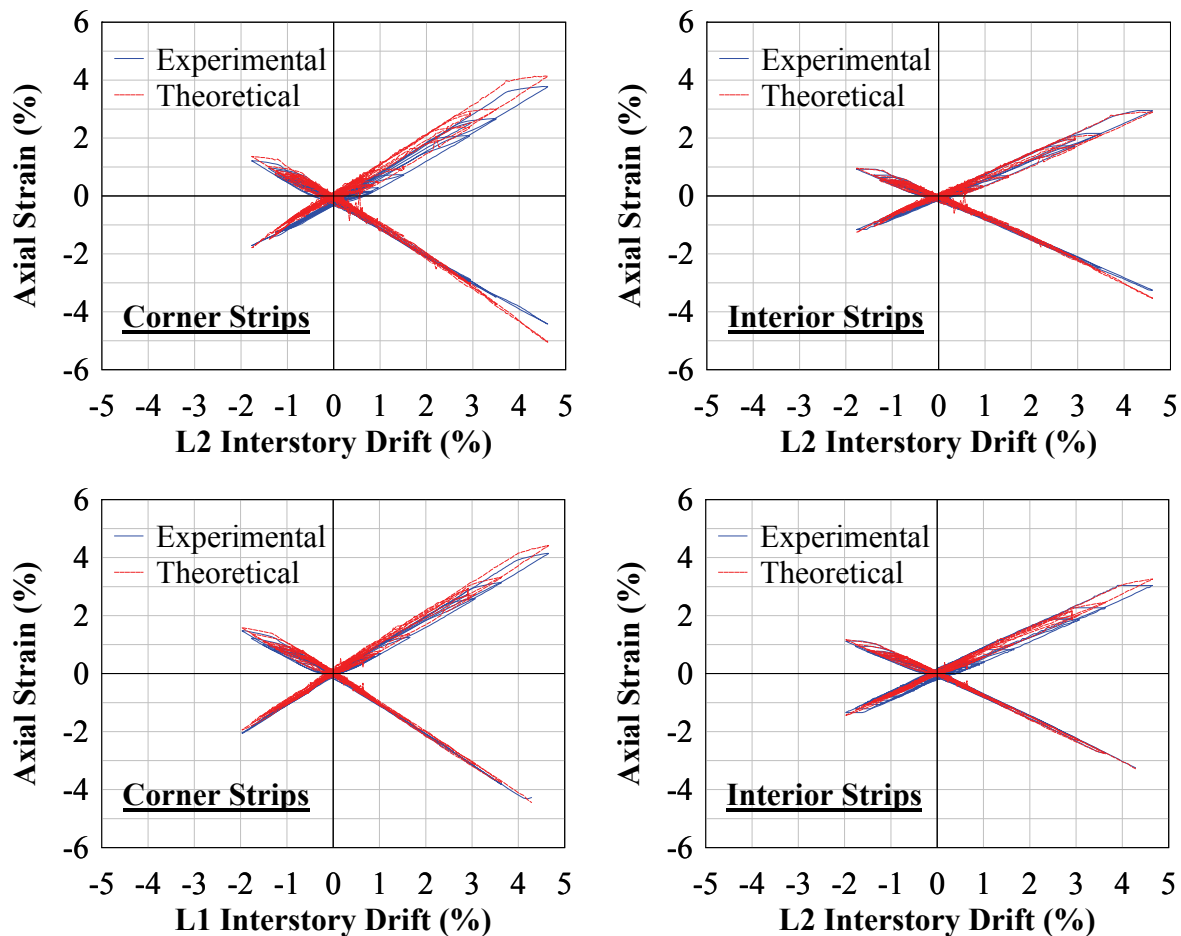 Axial Strain (%)
6
4
2
0
-2
-4
-6
Experimental
Theoretical
Corner Strips
-5 -4 -3 -2 -1 0 1 2 3 4 5
L2 Interstory Drift (%)
Axial Strain (%)
6
4
2
0
-2
-4
-6
Experimental
Theoretical
Interior Strips
-5 -4 -3 -2 -1 0 1 2 3 4 5
L2 Interstory Drift (%)
Axial Strain (%)
6
4
2
0
-2
-4
-6
Experimental
Theoretical
Corner Strips
-5 -4 -3 -2 -1 0 1 2 3 4 5
L1 Interstory Drift (%)
Axial Strain (%)
6
4
2
0
-2
-4
-6
Experimental
Theoretical
Interior Strips
-5 -4 -3 -2 -1 0 1 2 3 4 5
L2 Interstory Drift (%)